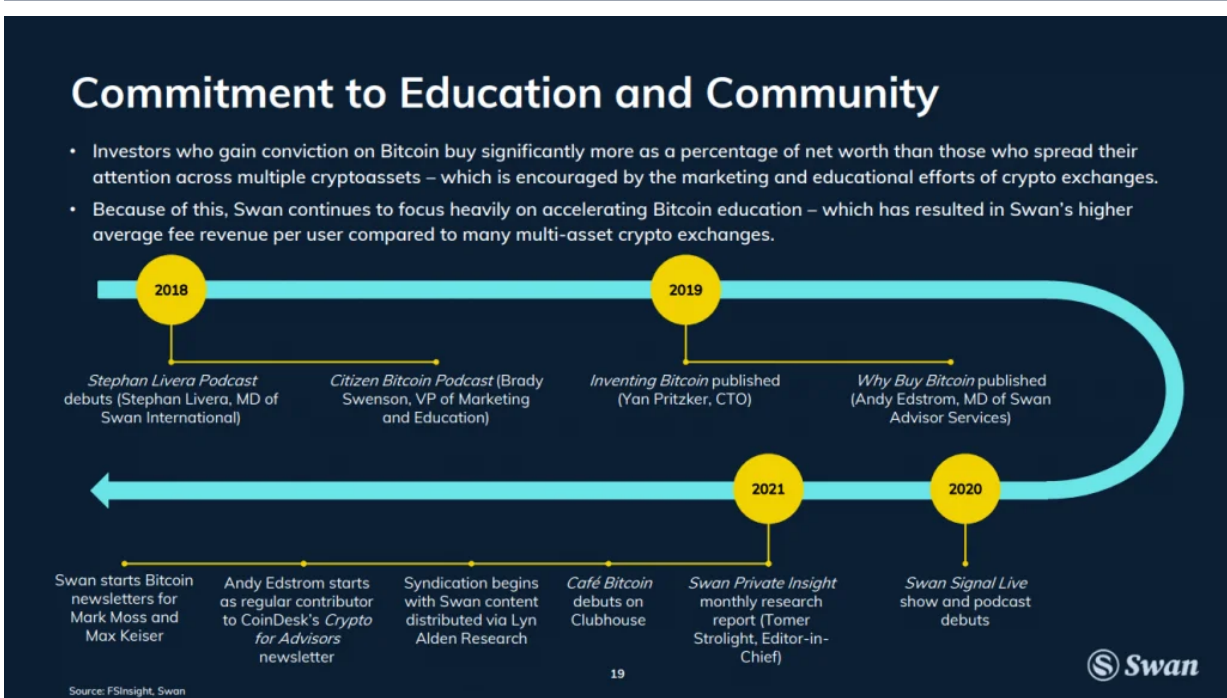 Commitment to Education and Community
• Investors who gain conviction on Bitcoin buy significantly more as a percentage of net worth than those who spread their
attention across multiple cryptoassets – which is encouraged by the marketing and educational efforts of crypto exchanges.
• Because of this, Swan continues to focus heavily on accelerating Bitcoin education – which has resulted in Swan's higher
average fee revenue per user compared to many multi-asset crypto exchanges.
2018
2019
Stephan Livera Podcast
debuts (Stephan Livera, MD of
Swan International)
Citizen Bitcoin Podcast (Brady
Swenson, VP of Marketing
and Education)
Inventing Bitcoin published
(Yan Pritzker, CTO)
Why Buy Bitcoin published
(Andy Edstrom, MD of Swan
Advisor Services)
2021
2020
Swan starts Bitcoin
newsletters for
Mark Moss and
Max Keiser
Andy Edstrom starts
as regular contributor
to CoinDesk's Crypto
for Advisors
newsletter
Syndication begins
with Swan content
distributed via Lyn
Alden Research
Café Bitcoin
debuts on
Clubhouse
Swan Private Insight
monthly research
report (Tomer
Strolight, Editor-in-
Chief)
Swan Signal Live
show and podcast
debuts
19
Swan
Source: FSInsight, Swan